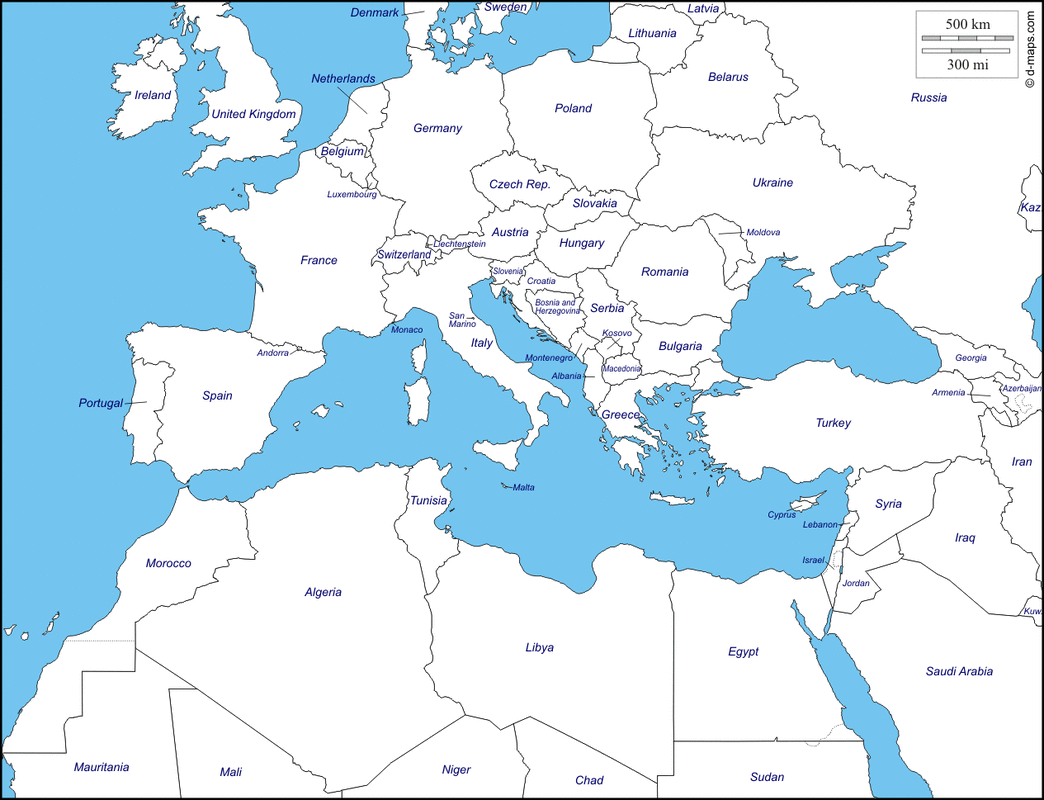 Denmark
Sweden
Latvia
500 km
300 mi
© d-maps.com
Lithuania
Netherlands
Belarus
Ireland
United Kingdom
Poland
Russia
Germany
Belgium
Luxembourg
Czech Rep.
Ukraine
Slovakia
Kaz
Austria
Moldova
Liechtenstein
Hungary
Switzerland
France
Slovenia
Croatia
Romania
Bosnia and
Herzegovina
Serbia
San
Marino
Monaco
Kosovo
Italy
Bulgaria
Andorra
Montenegro
Georgia
Macedonia
Albania
Armenia
Azerbaijan
Portugal
Spain
Greece
Turkey
Iran
Malta
Tunisia
Cyprus
Syria
Lebanon
Iraq
Morocco
Israel
Jordan
Algeria
Kuw.
Libya
Egypt
Saudi Arabia
Mauritania
Mali
Niger
Chad
Sudan